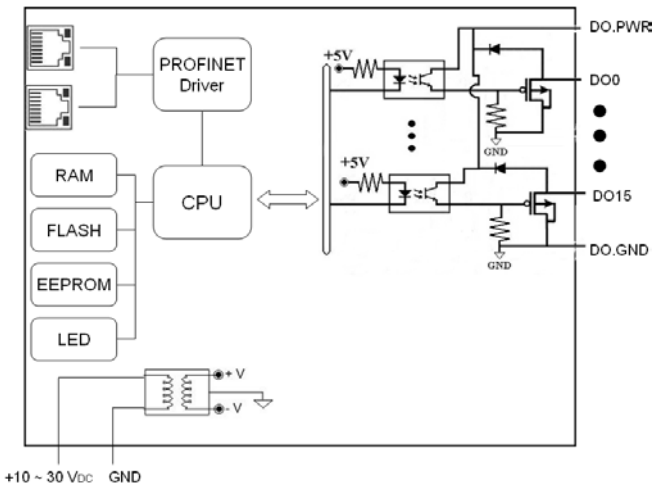 DO.PWR
+5V
PROFINET
Driver
DO0
GND
+5V
RAM
CPU
DO15
FLASH
DO.GND
GND
EEPROM
LED
+ V
- V
+10 ~ 30 VDC GND